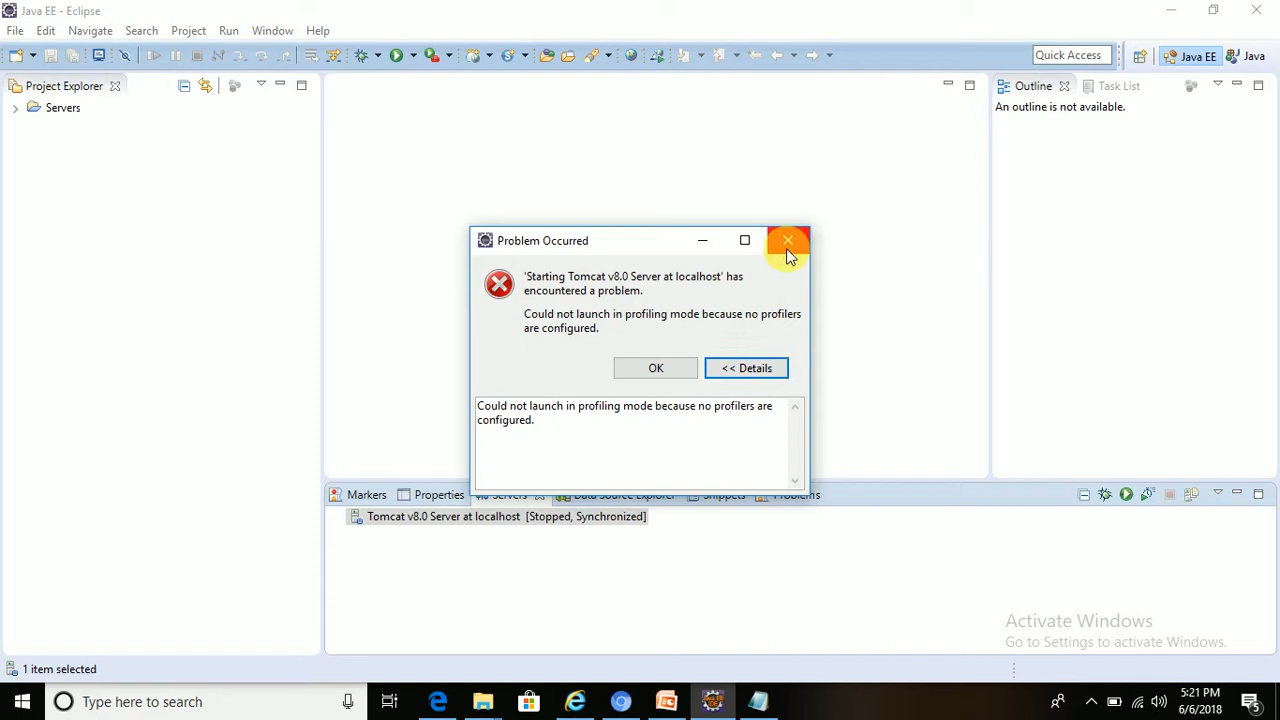 Java EE - Eclipse
File Edit Navigate Search Project Run Window Help
Quick Access
Java EE
Java
Project Explorer
Servers
Outline
Task List
An outline is not available.
Problem Occurred
'Starting Tomcat v8.0 Server at localhost' has
encountered a problem.
Could not launch in profiling mode because no profilers
are configured.
OK
<< Details
Could not launch in profiling mode because no profilers are
configured.
Markers
Properties
Servers
Data Source Explorer
Snippets
Problems
Tomcat v8.0 Server at localhost [Stopped, Synchronized]
Activate Windows
Go to Settings to activate Windows.
1 item selected
Type here to search
5:21 PM
6/6/2018
5